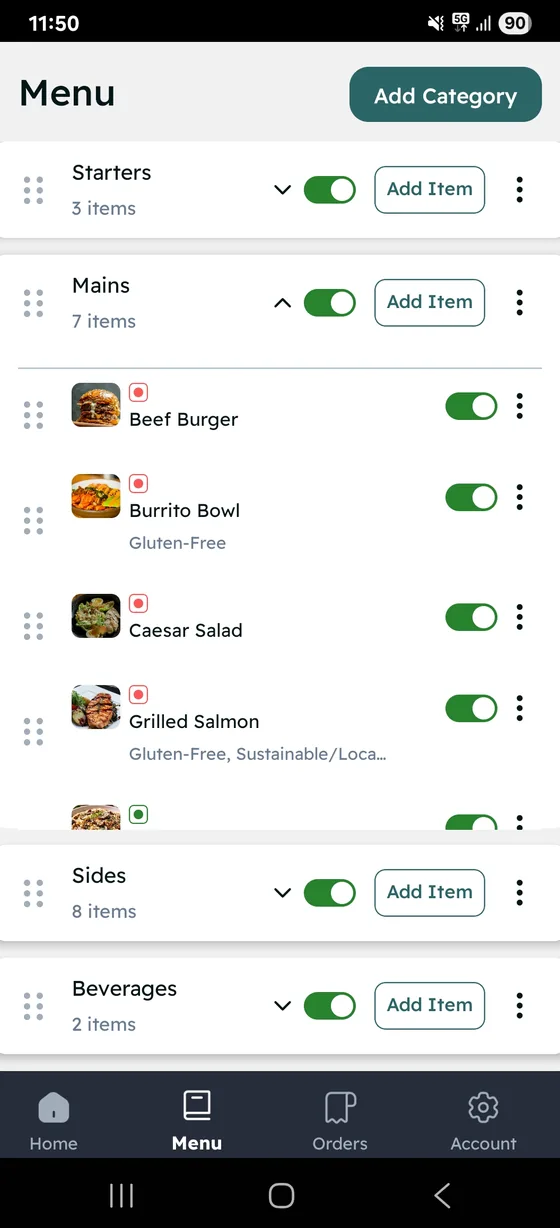 11:50
5G
90
Menu
Add Category
Starters
3 items
Add Item
Mains
7 items
Add Item
Beef Burger
Burrito Bowl
Gluten-Free
Caesar Salad
Grilled Salmon
Gluten-Free, Sustainable/Loca...
Sides
8 items
Add Item
Beverages
2 items
Add Item
Home
Menu
Orders
Account